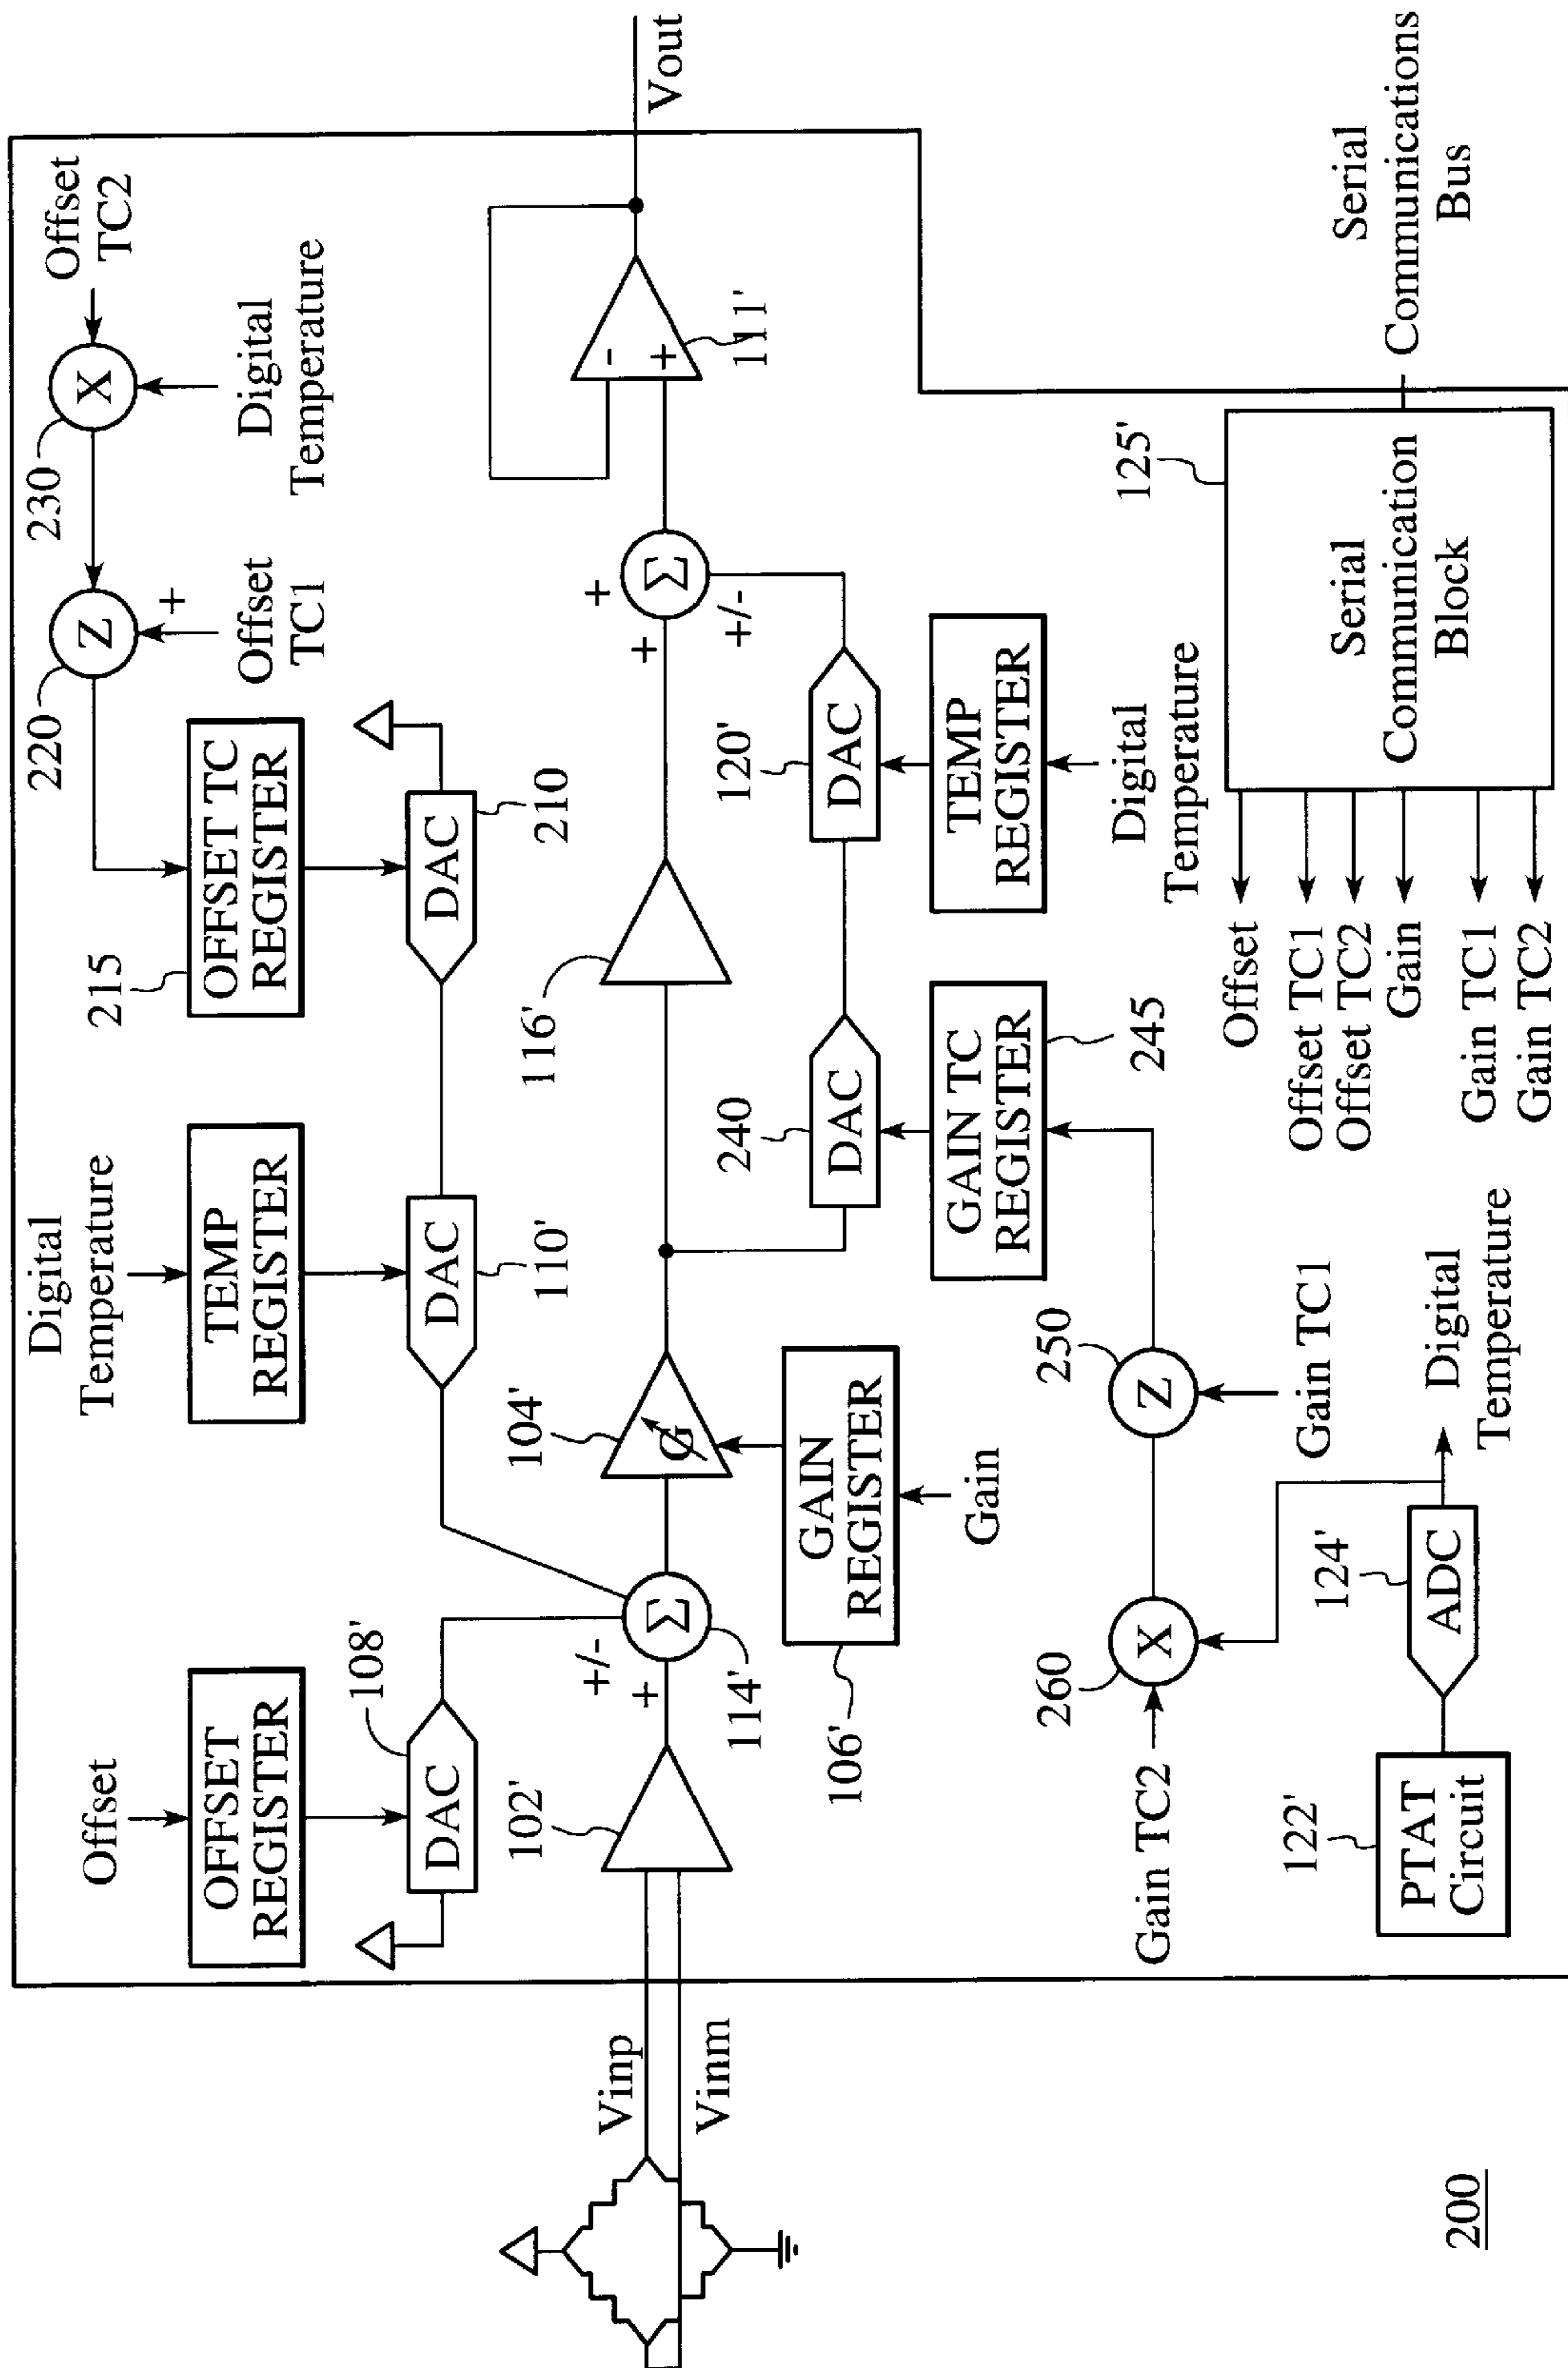 Offset
OFFSET
REGISTER
DAC
108'
Digital
Temperature
TEMP
REGISTER
DAC
110'
215
OFFSET TC
REGISTER
DAC
210
220
Z
+
Offset
TC1
230
X
Offset
TC2
Digital
Temperature
Vinp
Vinm
102'
+
+/-
Σ
114'
104'
G
GAIN
REGISTER
106'
Gain
116'
+
+
Σ
+/-
-
+
111'
Vout
240
DAC
GAIN TC
REGISTER
245
120'
DAC
TEMP
REGISTER
Digital
Temperature
Gain TC2
260
X
250
Z
Gain TC1
122'
PTAT
Circuit
124'
ADC
Digital
Temperature
125'
Serial
Communication
Block
Offset
Offset TC1
Offset TC2
Gain
Gain TC1
Gain TC2
Serial
Communications
Bus
200